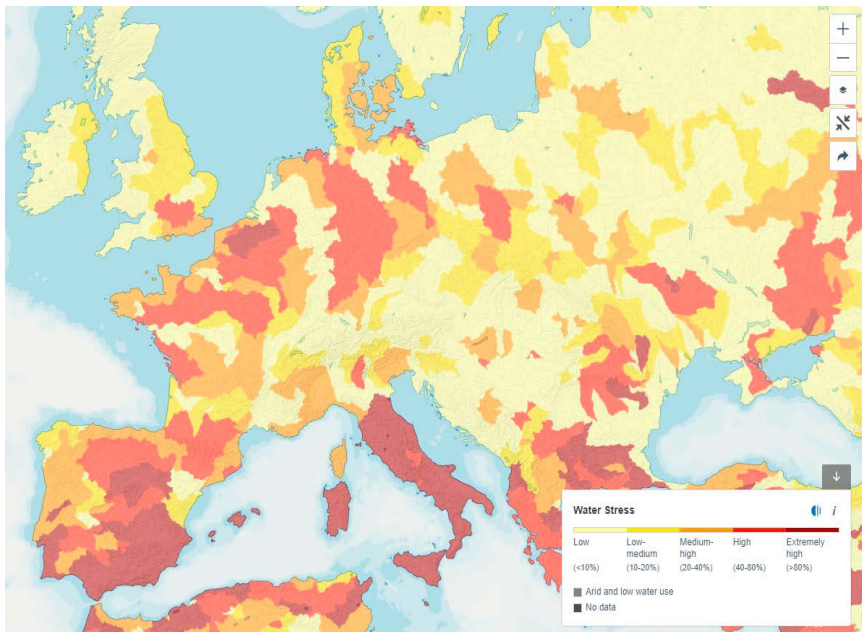 Water Stress
i
Low Low-medium Medium-high High Extremely high
(<10%) (10-20%) (20-40%) (40-80%) (>80%)
Arid and low water use
No data